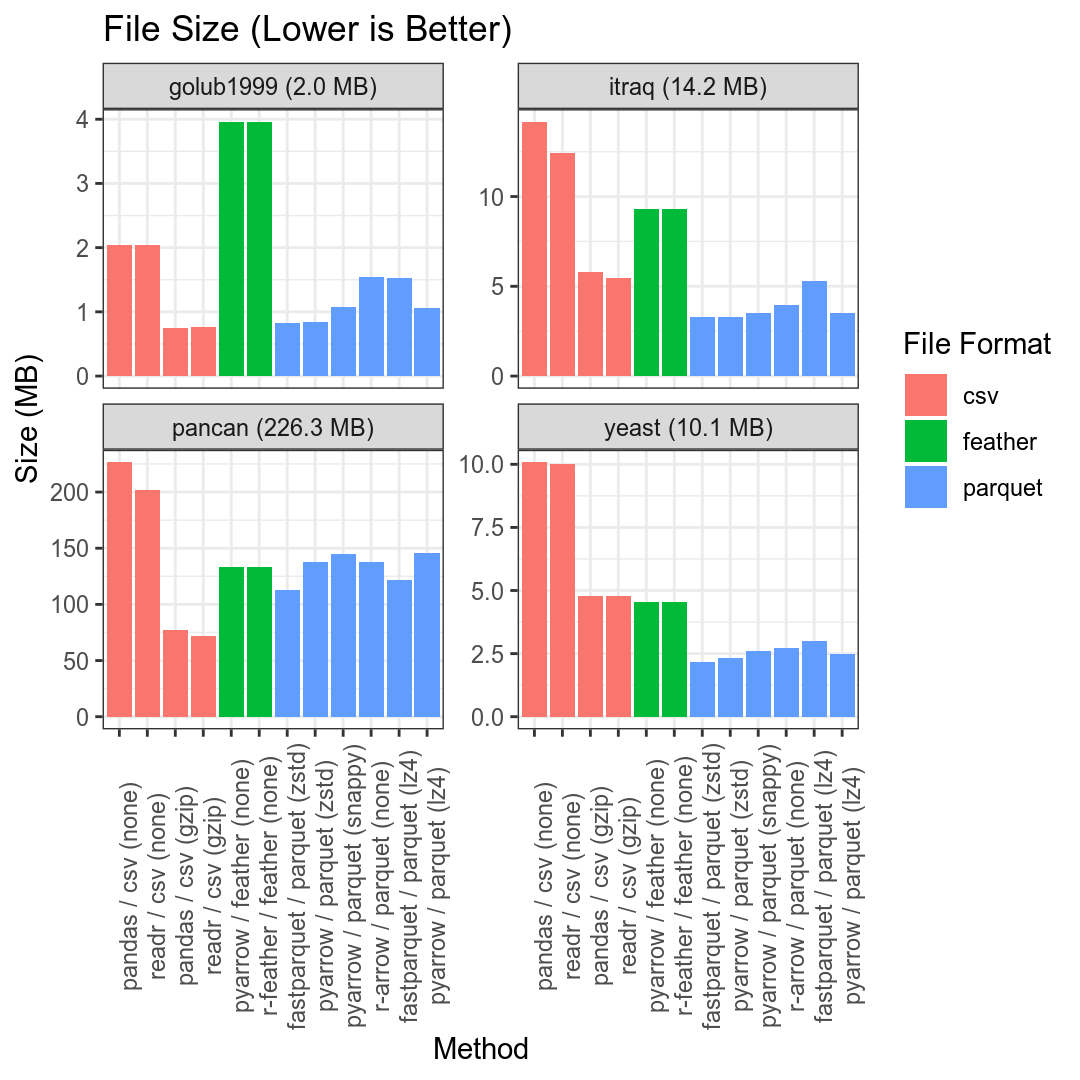 File Size (Lower is Better)
golub1999 (2.0 MB)
itraq (14.2 MB)
4
3
2
1
0
10
5
0
pancan (226.3 MB)
yeast (10.1 MB)
200
150
100
50
0
10.0
7.5
5.0
2.5
0.0
Size (MB)
pandas / csv (none)
readr / csv (none)
pandas / csv (gzip)
readr / csv (gzip)
pyarrow / feather (none)
r-feather / feather (none)
fastparquet / parquet (zstd)
pyarrow / parquet (zstd)
pyarrow / parquet (snappy)
r-arrow / parquet (none)
fastparquet / parquet (lz4)
pyarrow / parquet (lz4)
pandas / csv (none)
readr / csv (none)
pandas / csv (gzip)
readr / csv (gzip)
pyarrow / feather (none)
r-feather / feather (none)
fastparquet / parquet (zstd)
pyarrow / parquet (zstd)
pyarrow / parquet (snappy)
r-arrow / parquet (none)
fastparquet / parquet (lz4)
pyarrow / parquet (lz4)
Method
File Format
csv
feather
parquet